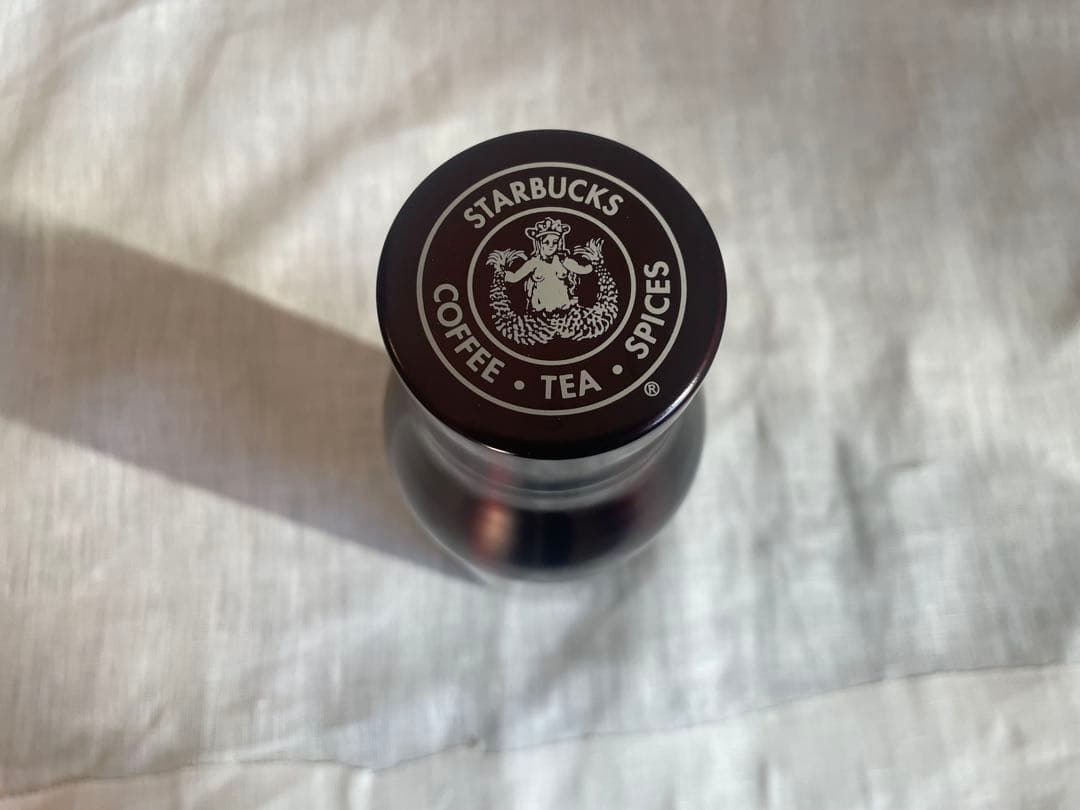 STARBUCKS
COFFEE • TEA • SPICES
®